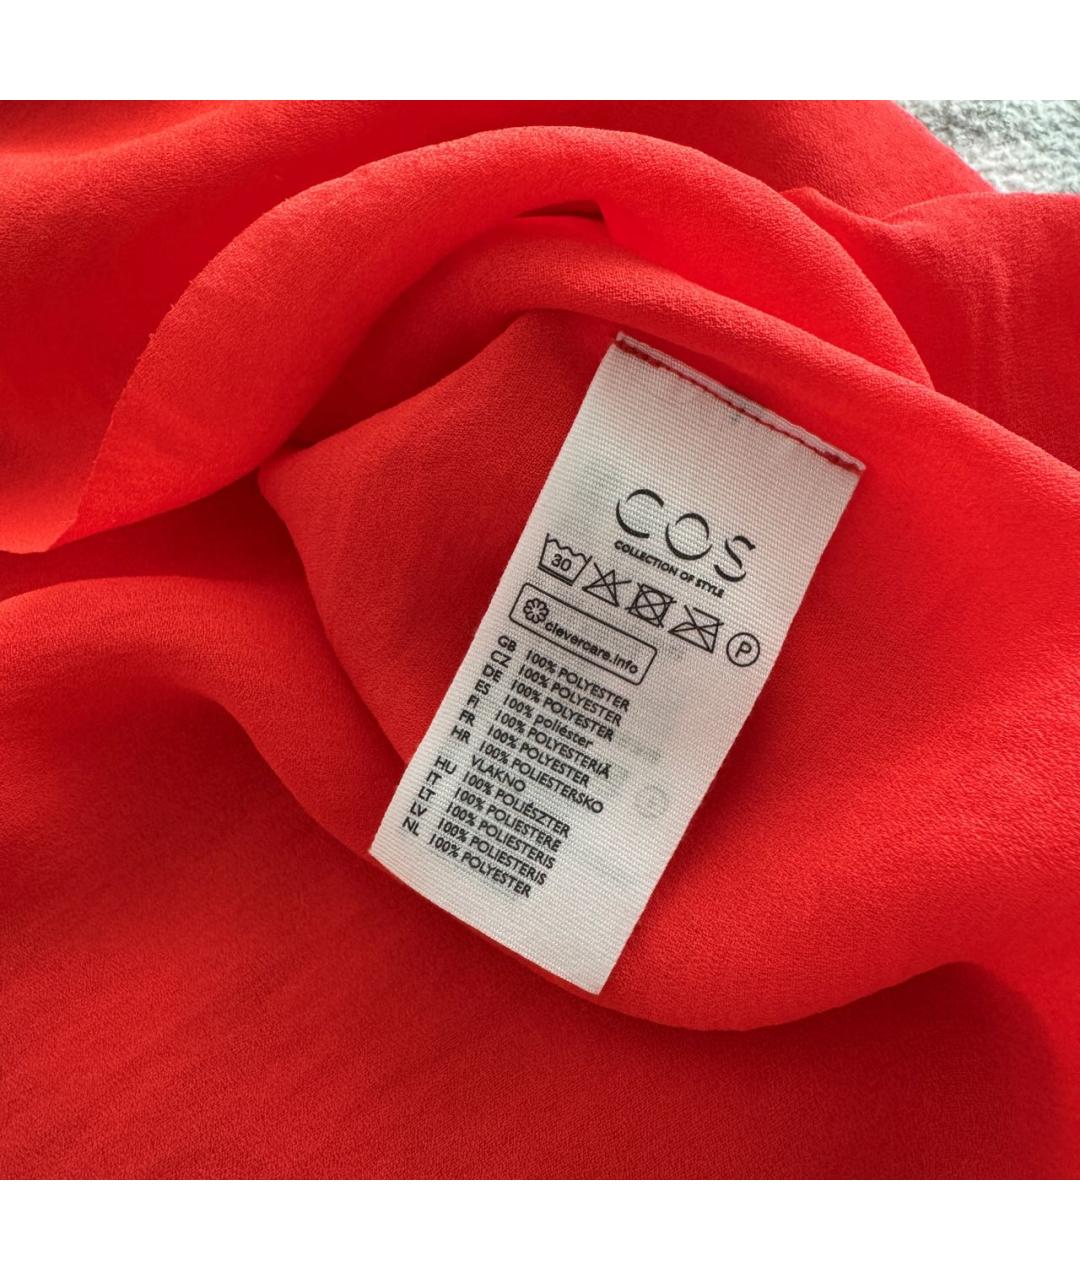 COS
COLLECTION OF STYLE
30
P
clevercare.info
GB 100% POLYESTER
CZ 100% POLYESTER
DE 100% POLYESTER
ES 100% poliéster
FI 100% POLYESTERIÄ
FR 100% POLYESTER
HR 100% POLIESTERSKO
VLAKNO
HU 100% POLIÉSZTER
IT 100% POLIESTERE
LT 100% POLIESTERIS
LV 100% POLIESTERIS
NL 100% POLYESTER